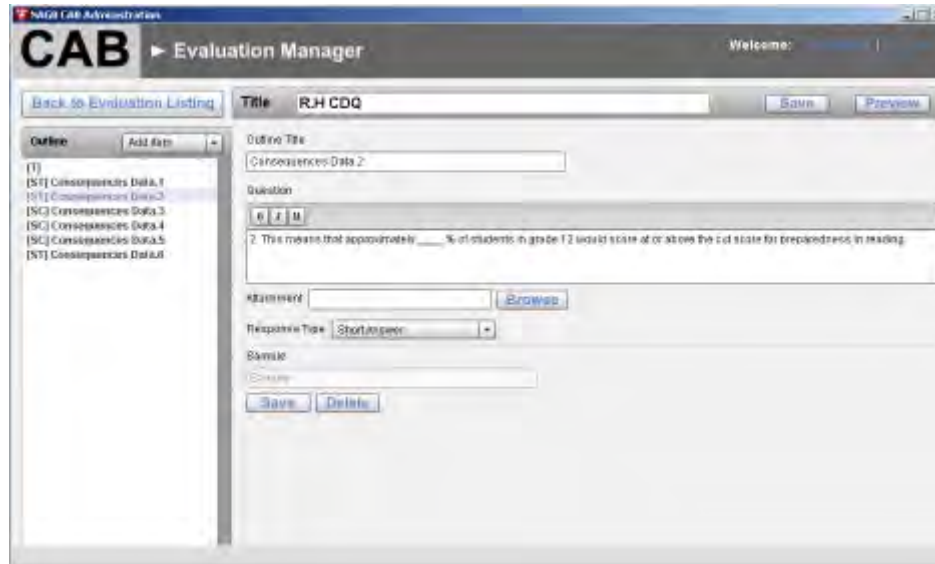 NAGB CAB Administration
CAB ► Evaluation Manager
Welcome:
Back to Evaluation Listing
Title R.H CDQ
Save Preview
Outline Add Item
Outline Title
(1)
[ST] Consequences Data.1
[ST] Consequences Data.2
[SC] Consequences Data.3
[SC] Consequences Data.4
[SC] Consequences Data.5
[ST] Consequences Data.6
Consequences Data.2
Question
B I U
2. This means that approximately ____ % of students in grade 12 would score at or above the cut score for preparedness in reading.
Attachment Browse
Response Type Short Answer
Sample
Sample
Save Delete